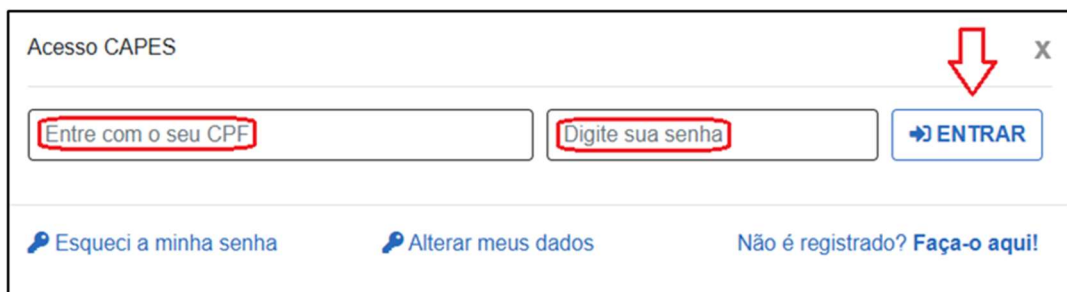 Acesso CAPES
X
Entre com o seu CPF
Digite sua senha
ENTRAR
Esqueci a minha senha
Alterar meus dados
Não é registrado? Faça-o aqui!